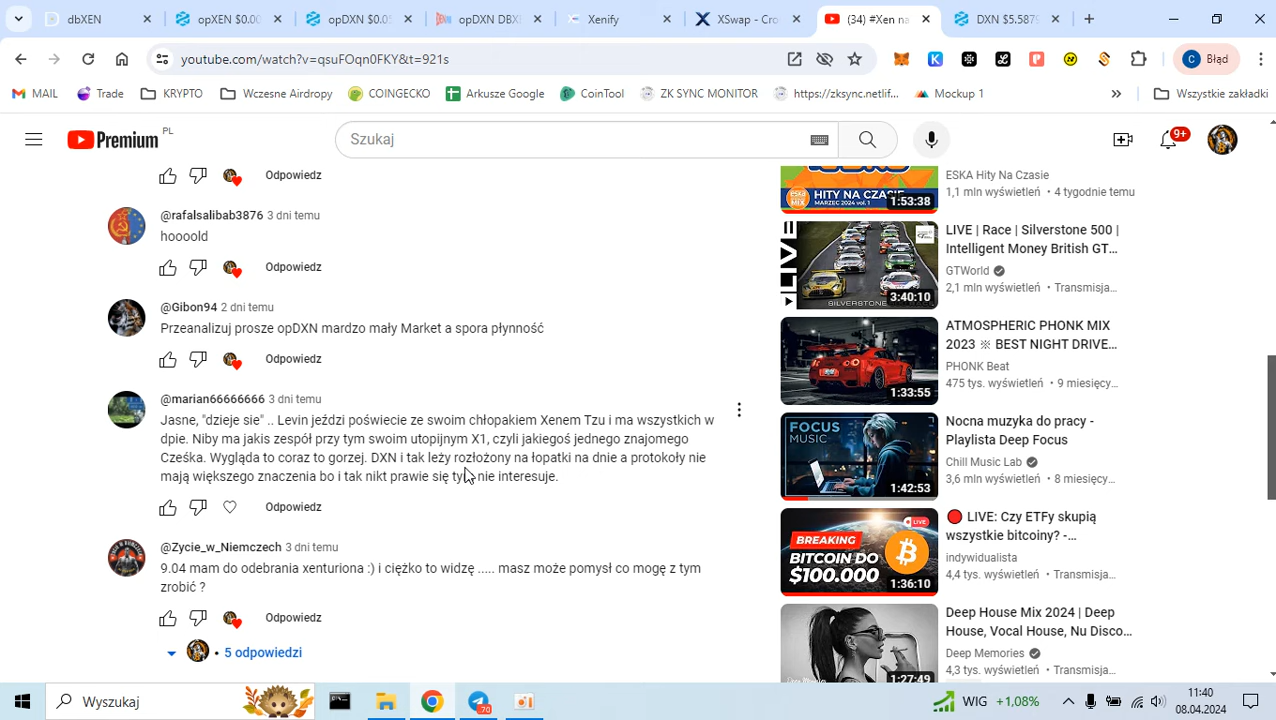 dbXN
opXEN $0.00
opDXN $0.0
opDXN DBX
Xenify
XSwap - Cro
(34) #Xen na
DXN $5.5879
youtube.com/watch?v=qsuFOqn0FKY&t=921s
Błąd
MAIL
Trade
KRYPTO
Wczesne Airdropy
COINGECKO
Arkusze Google
CoinTool
ZK SYNC MONITOR
https://zksync.netlif...
Mockup 1
»
Wszystkie zakładki
Premium PL
Szukaj
9+
Odpowiedz
@rafalsalibab3876 3 dni temu
hoooold
Odpowiedz
@Gibon94 2 dni temu
Przeanalizuj prosze opDXN mardzo mały Market a spora płynność
Odpowiedz
3 dni temu
Jasne, "dzieje sie" .. Levin jeździ poświecie ze swoim chłopakiem Xenem Tzu i ma wszystkich w
dpie. Niby ma jakis zespół przy tym swoim utopijnym X1, czyli jakiegoś jednego znajomego
Czecka. Wygląda to coraz to gorzej. DXN i tak leży rozłożony na łopatki na dnie a protokoły nie
mają większego znaczenia bo i tak nikt prawie się tym nie interesuje.
Odpowiedz
@Zycie_w_Niemczech 3 dni temu
9.04 mam do odebrania xenturiona :) i ciężko to widzę ..... masz może pomysł co mogę z tym
zrobić ?
Odpowiedz
• 5 odpowiedzi
HITY NA CZASIE
MARZEC 2024 vol. 1
1:53:38
ESKA Hity Na Czasie
1,1 mln wyświetleń • 4 tygodnie temu
LIVE
SILVERSTONE
3:40:10
LIVE | Race | Silverstone 500 |
Intelligent Money British GT...
GTWorld
2,1 mln wyświetleń • Transmisja...
1:33:55
ATMOSPHERIC PHONK MIX
2023 ※ BEST NIGHT DRIVE...
PHONK Beat
475 tys. wyświetleń • 9 miesięcy...
FOCUS
MUSIC
1:42:53
Nocna muzyka do pracy -
Playlista Deep Focus
Chill Music Lab
3,6 mln wyświetleń • 8 miesięcy...
LIVE
BREAKING
BITCOIN DO
$100.000
1:36:10
LIVE: Czy ETFy skupią
wszystkie bitcoiny? -...
indywidualista
4,4 tys. wyświetleń • Transmisja...
1:27:49
Deep House Mix 2024 | Deep
House, Vocal House, Nu Disco...
Deep Memories
4,3 tys. wyświetleń • Transmisja...
Wyszukaj
70
WIG +1,08%
11:40
08.04.2024